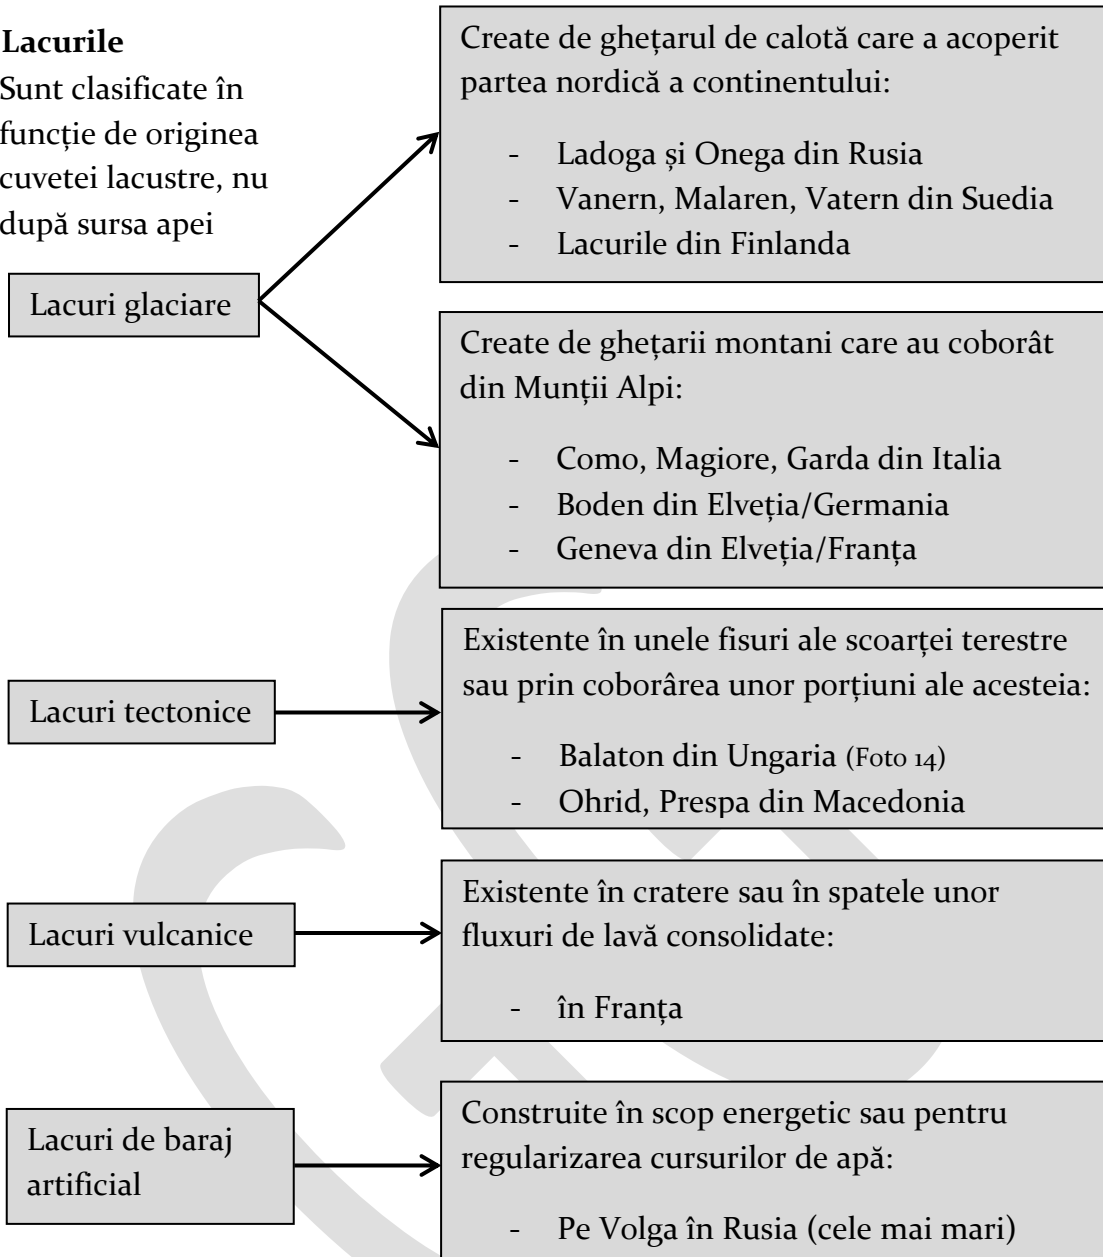 Lacurile
Sunt clasificate în
funcție de originea
cuvetei lacustre, nu
după sursa apei
Create de ghețarul de calotă care a acoperit
partea nordică a continentului:
- Ladoga și Onega din Rusia
- Vanern, Malaren, Vatern din Suedia
- Lacurile din Finlanda
Lacuri glaciare
Create de ghețarii montani care au coborât
din Munții Alpi:
- Como, Magiore, Garda din Italia
- Boden din Elveția/Germania
- Geneva din Elveția/Franța
Lacuri tectonice
Existente în unele fisuri ale scoarței terestre
sau prin coborârea unor porțiuni ale acesteia:
- Balaton din Ungaria (Foto 14)
- Ohrid, Prespa din Macedonia
Lacuri vulcanice
Existente în cratere sau în spatele unor
fluxuri de lavă consolidate:
- în Franța
Lacuri de baraj
artificial
Construite în scop energetic sau pentru
regularizarea cursurilor de apă:
- Pe Volga în Rusia (cele mai mari)